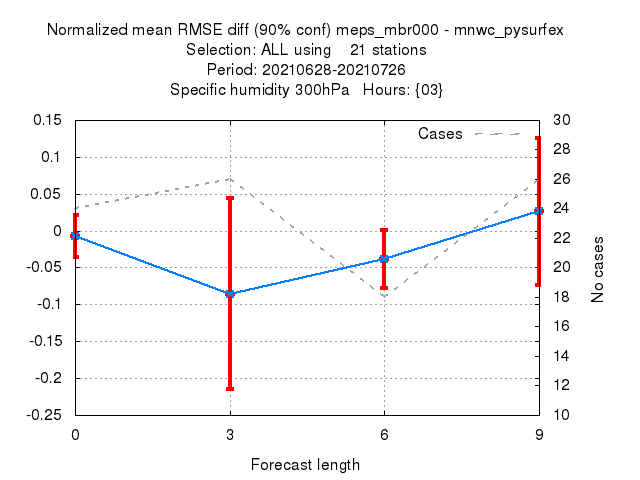 Normalized mean RMSE diff (90% conf) meps_mbr000 - mnwc_pysurfex
Selection: ALL using    21 stations
Period: 20210628-20210726
Specific humidity 300hPa   Hours: {03}
Cases
0.15
0.1
0.05
0
-0.05
-0.1
-0.15
-0.2
-0.25
30
28
26
24
22
20
18
16
14
12
10
No cases
0 3 6 9
Forecast length